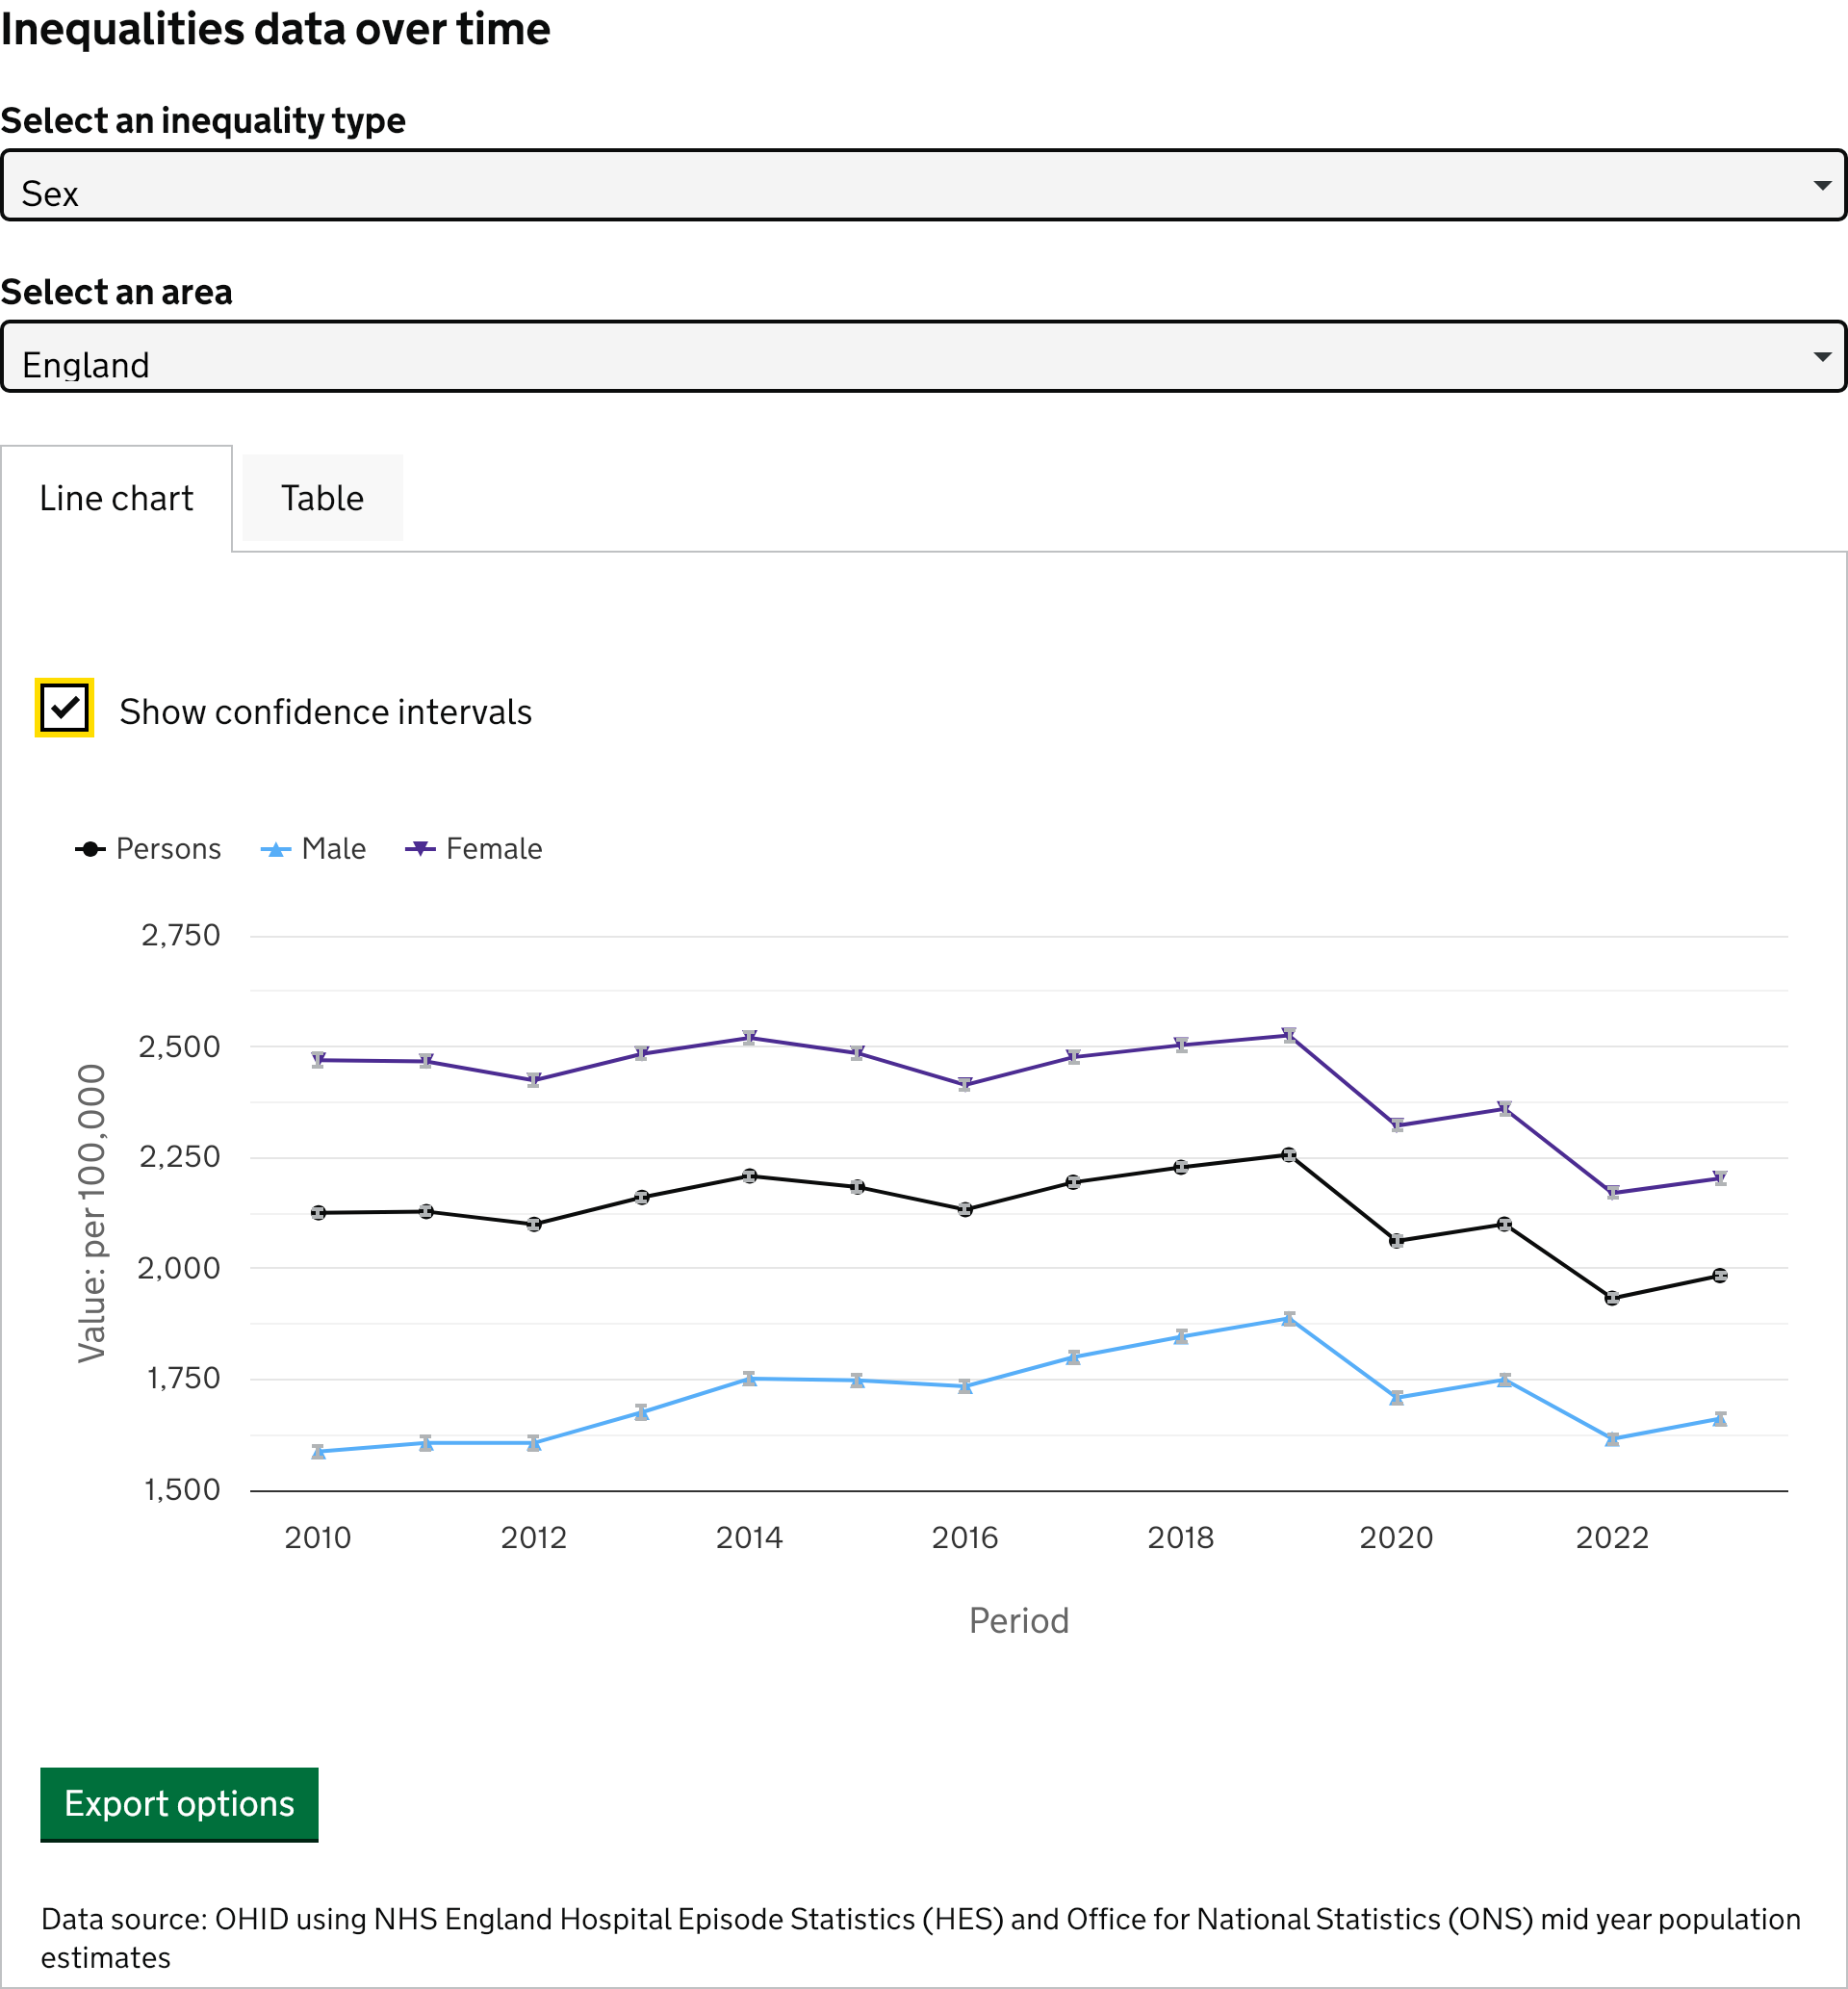 Inequalities data over time
Select an inequality type
Sex
Select an area
England
Line chart
Table
Show confidence intervals
Persons
Male
Female
2,750
2,500
2,250
2,000
1,750
1,500
Value: per 100,000
2010
2012
2014
2016
2018
2020
2022
Period
Export options
Data source: OHID using NHS England Hospital Episode Statistics (HES) and Office for National Statistics (ONS) mid year population
estimates